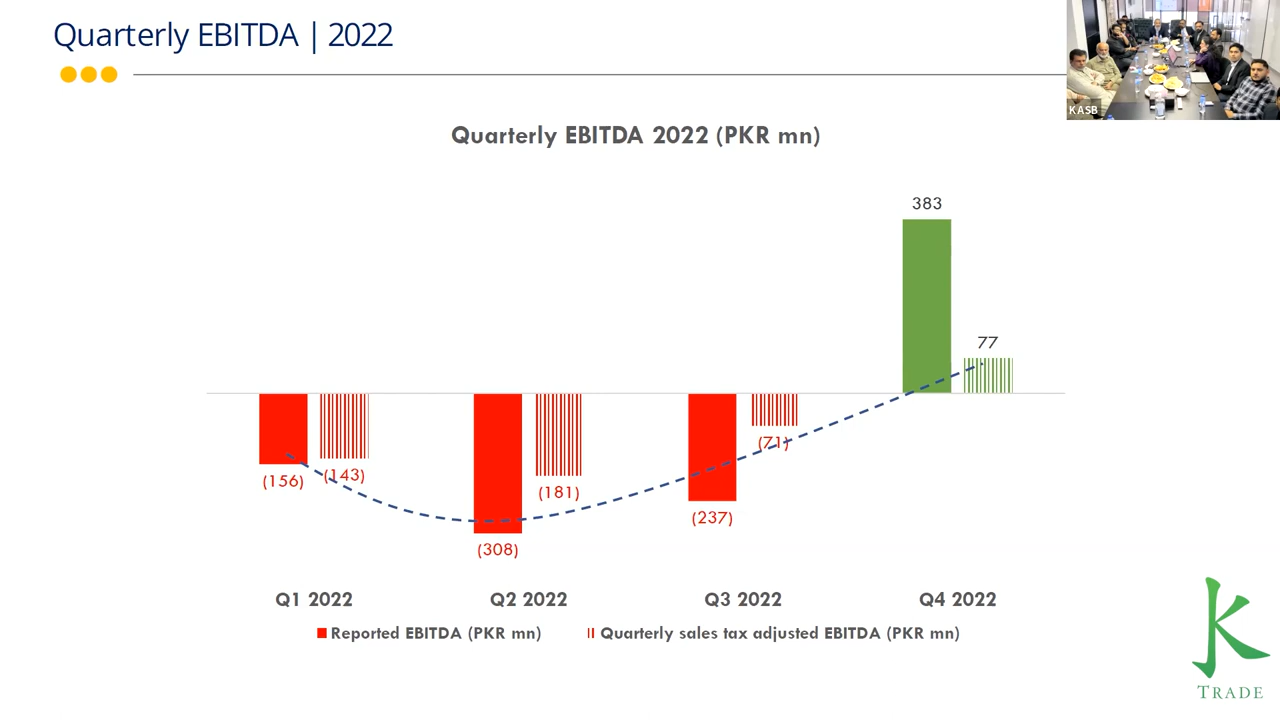 Quarterly EBITDA | 2022
KASB
Quarterly EBITDA 2022 (PKR mn)
383
77
(156)
(143)
(308)
(181)
(237)
(71)
Q1 2022
Q2 2022
Q3 2022
Q4 2022
Reported EBITDA (PKR mn)
Quarterly sales tax adjusted EBITDA (PKR mn)
K
TRADE